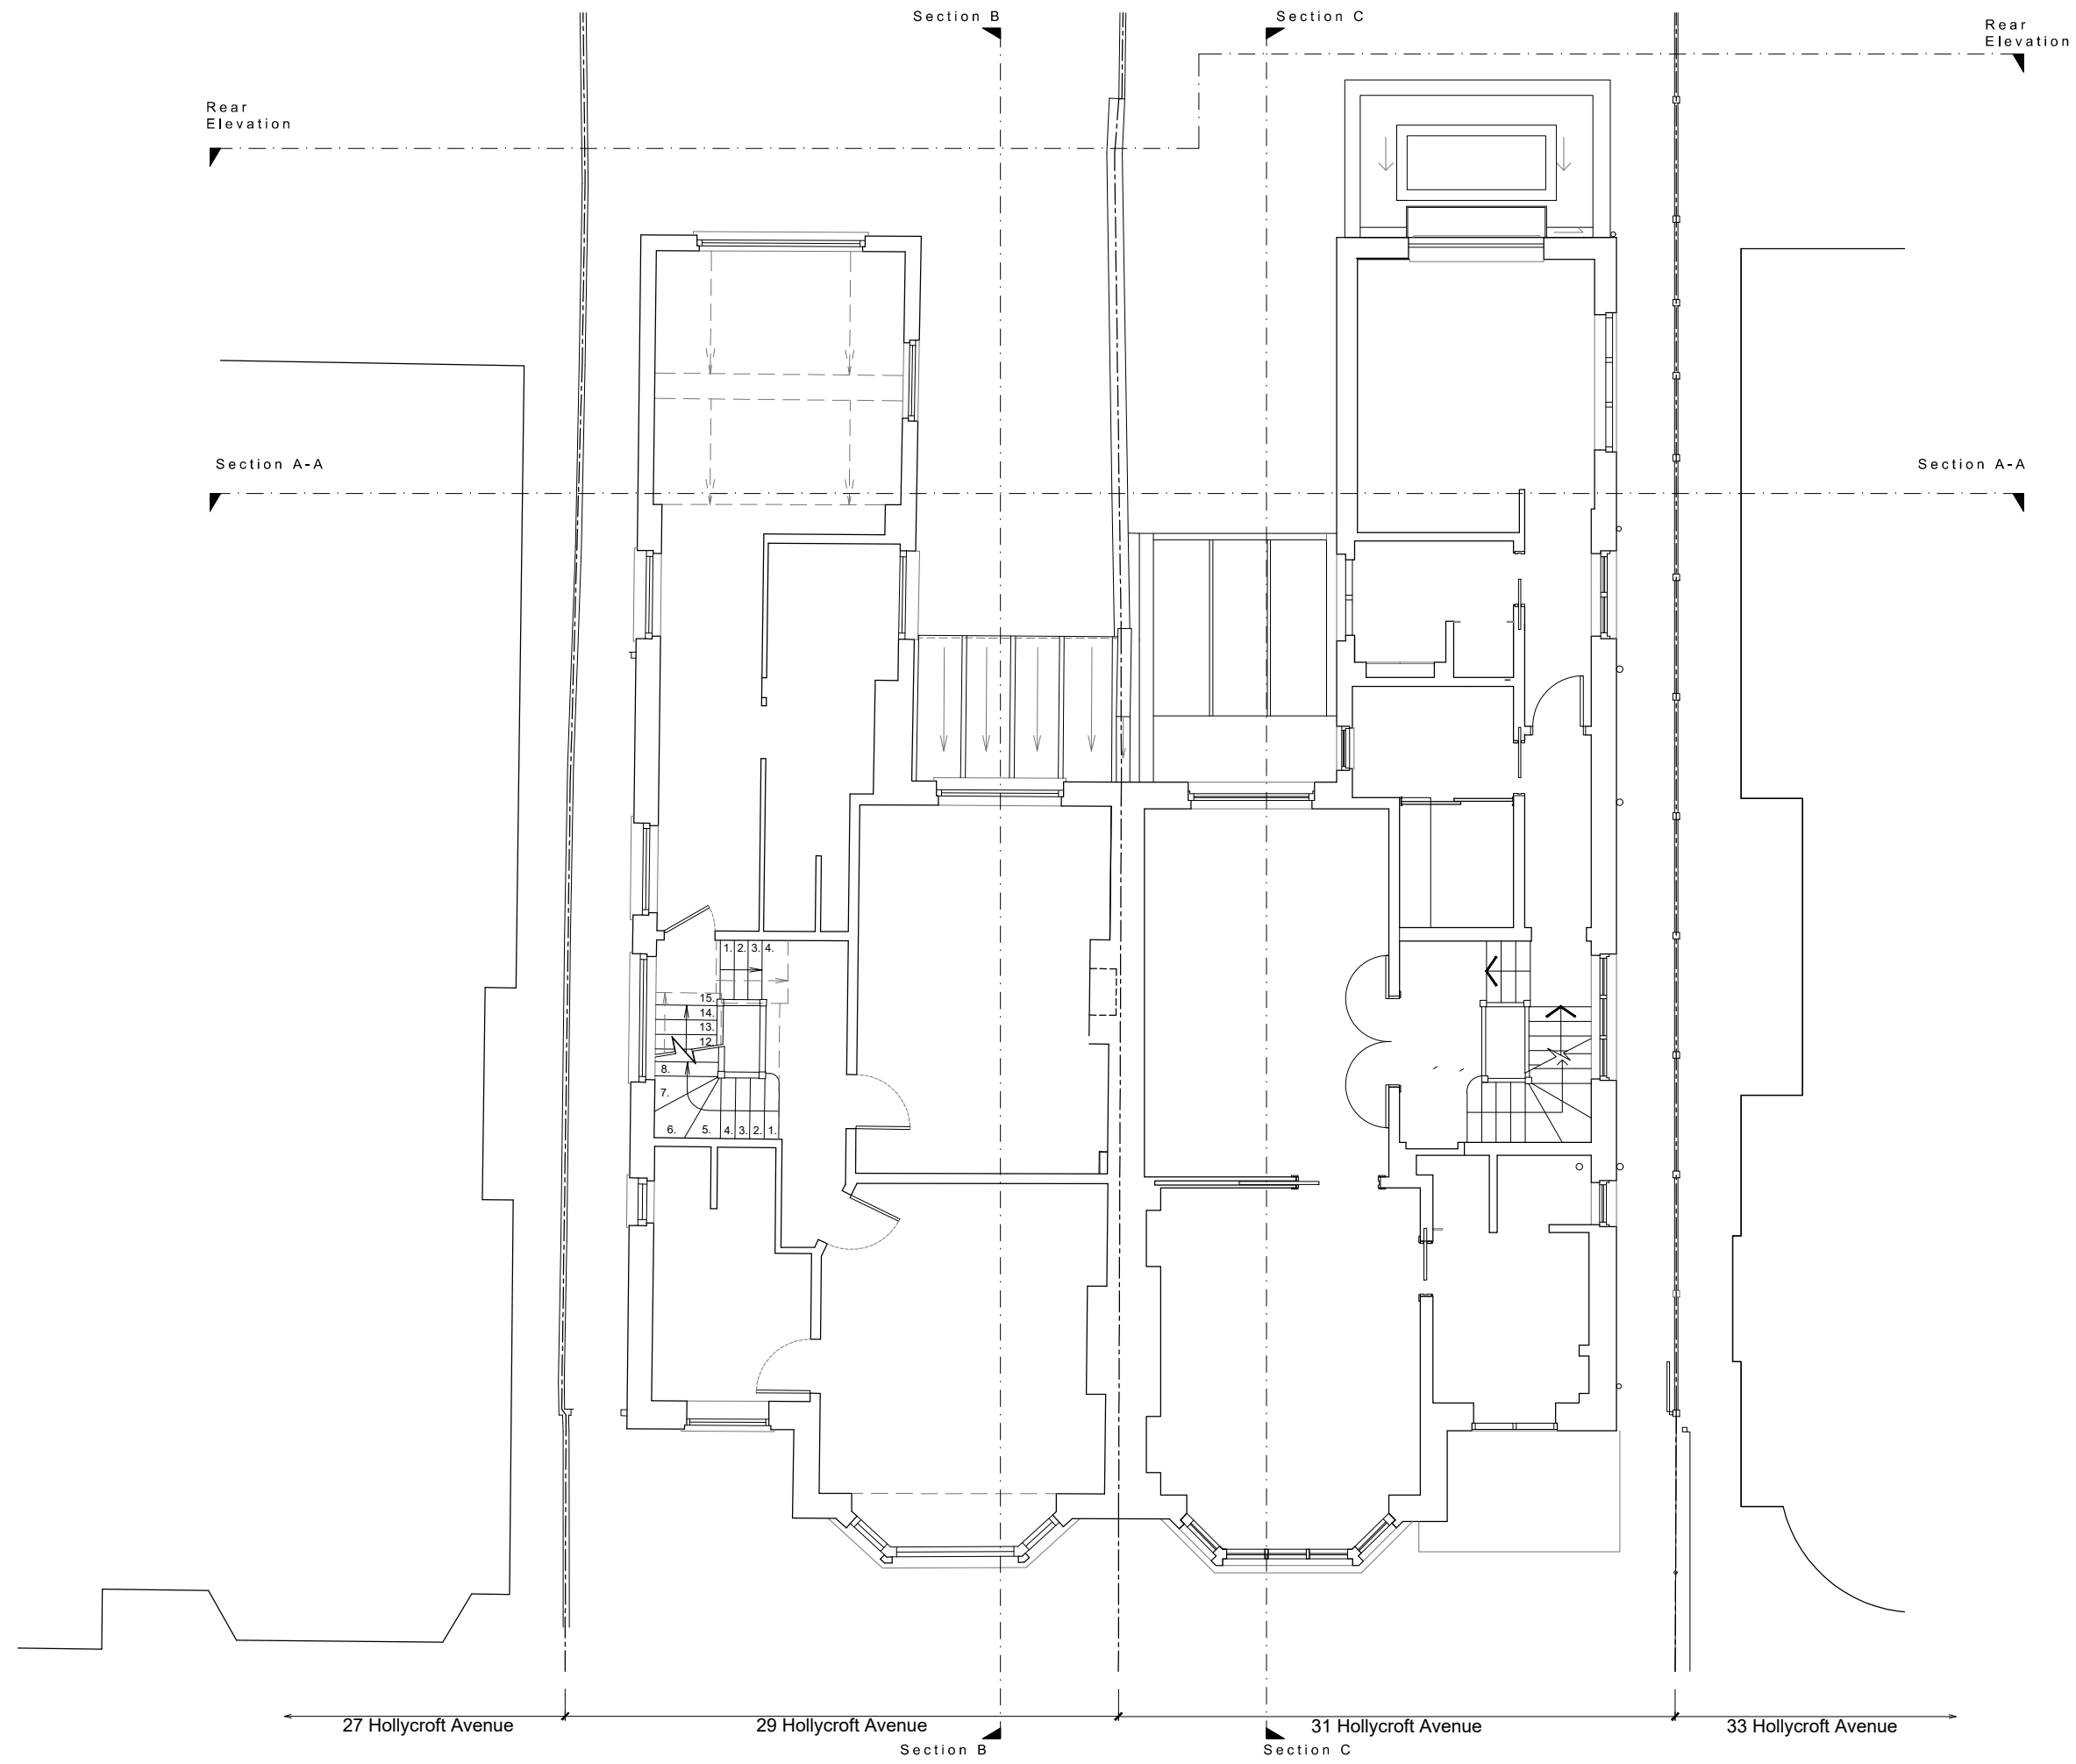 Section B
Section C
Rear
Elevation
Rear
Elevation
Section A-A
Section A-A
1. 2. 3. 4.
15.
14.
13.
12.
8.
7.
6. 5. 4. 3. 2. 1.
27 Hollycroft Avenue
29 Hollycroft Avenue
31 Hollycroft Avenue
33 Hollycroft Avenue
Section B
Section C